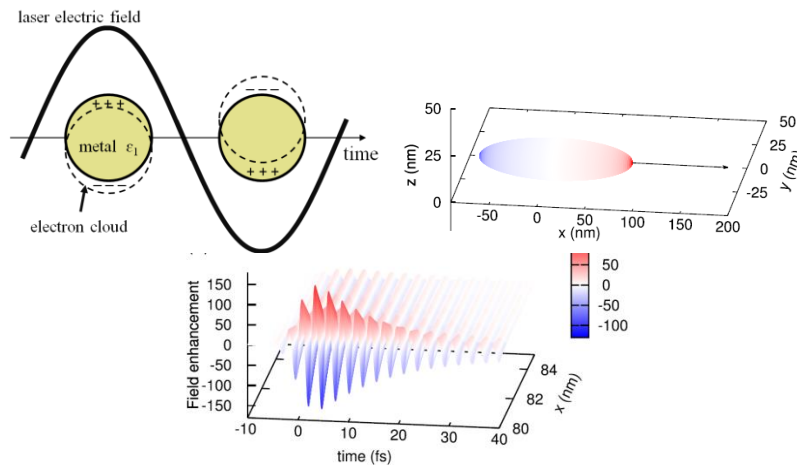 laser electric field
+ + +
metal ε1
− − −
electron cloud
− − −
+ + +
time
z (nm)
50
25
0
-50
0
50
100
150
200
x (nm)
50
25
0
-25
y (nm)
Field enhancement
150
100
50
0
-50
-100
-150
-10
0
10
20
30
40
time (fs)
80
82
84
x (nm)
50
0
-50
-100